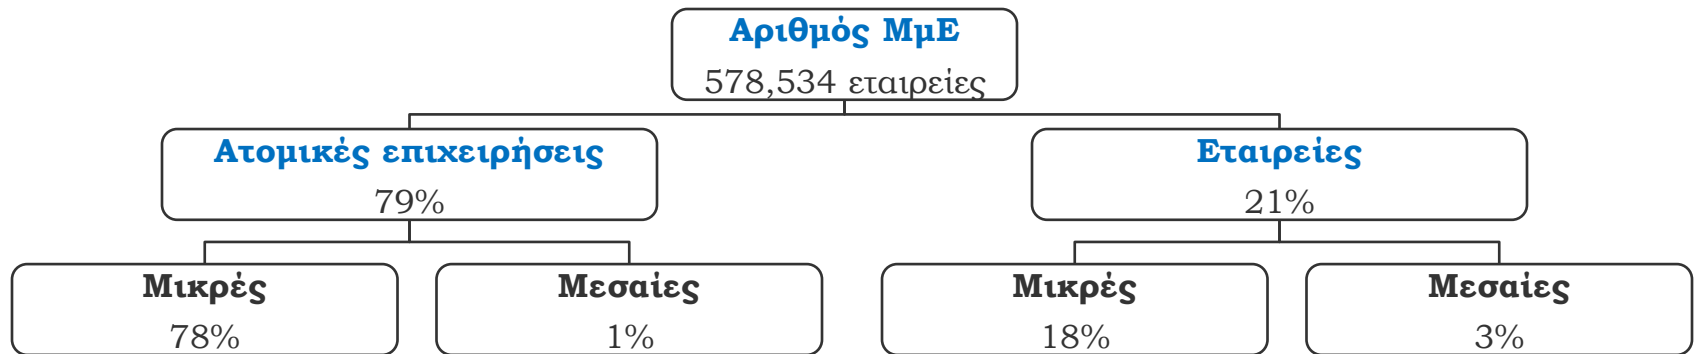 Αριθμός ΜμΕ
578,534 εταιρείες
Ατομικές επιχειρήσεις
79%
Εταιρείες
21%
Μικρές
78%
Μεσαίες
1%
Μικρές
18%
Μεσαίες
3%